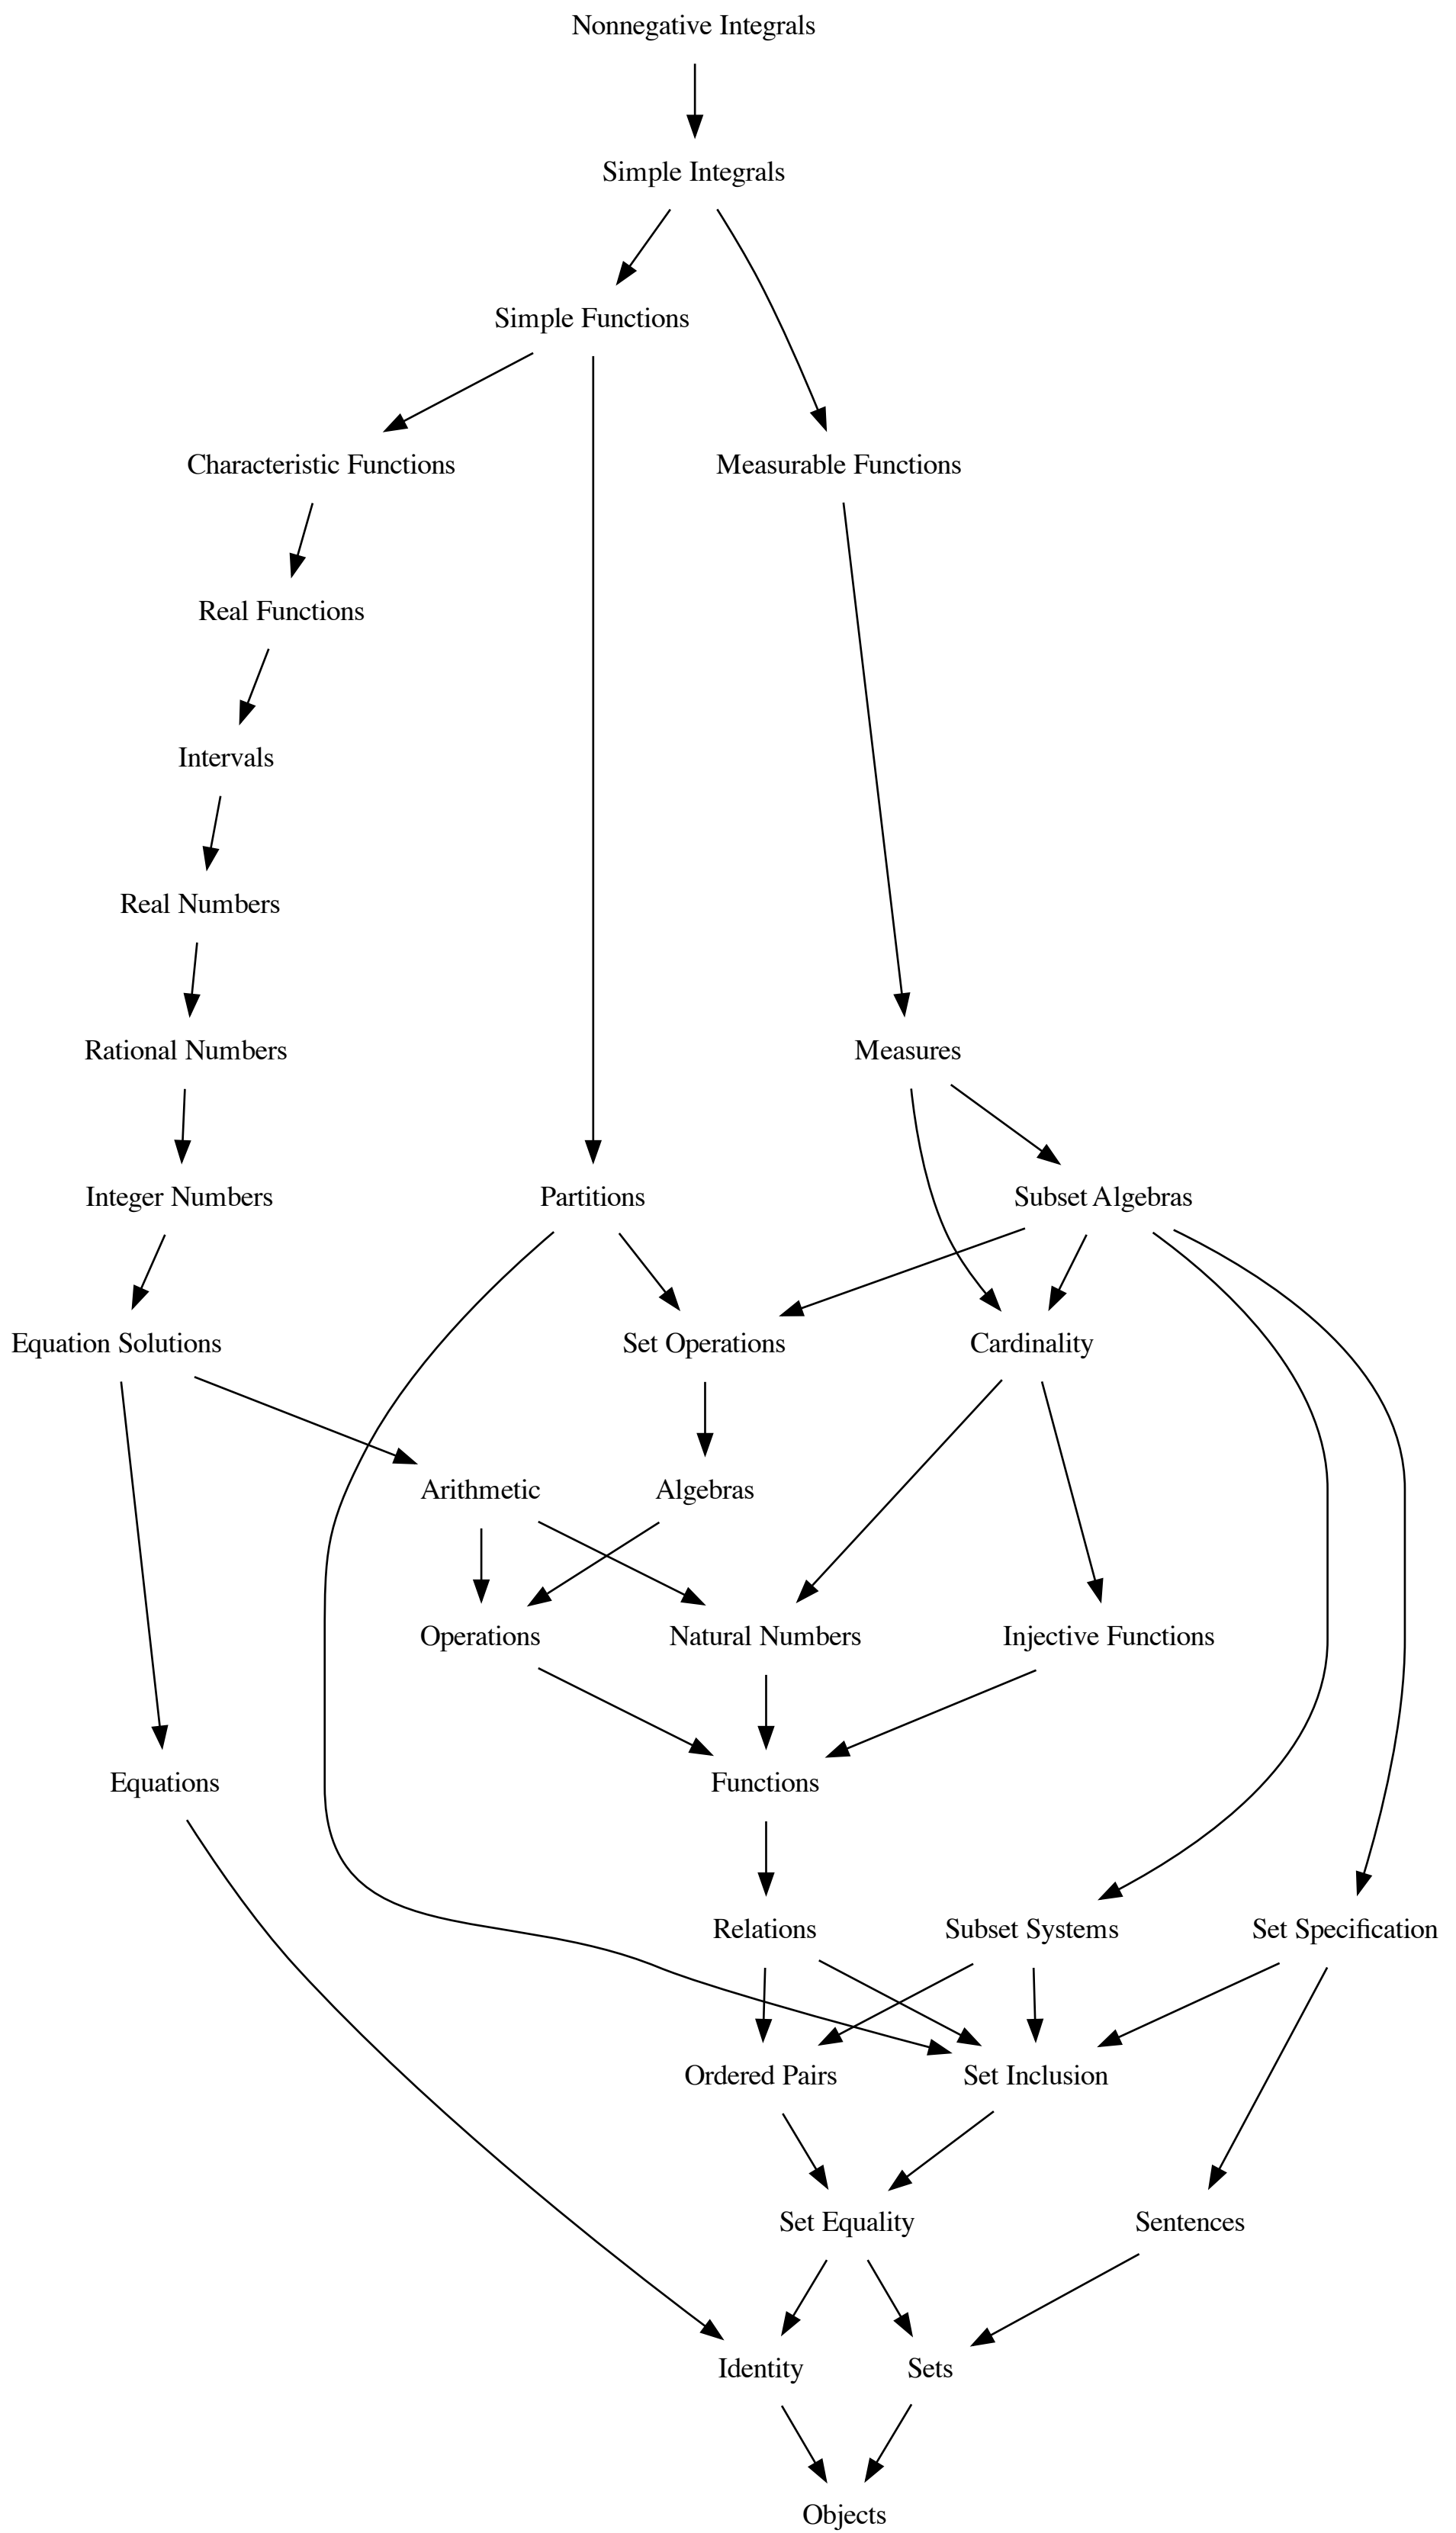 Nonnegative Integrals
Simple Integrals
Simple Functions
Characteristic Functions
Measurable Functions
Real Functions
Intervals
Real Numbers
Rational Numbers
Measures
Integer Numbers
Partitions
Subset Algebras
Equation Solutions
Set Operations
Cardinality
Arithmetic
Algebras
Operations
Natural Numbers
Injective Functions
Equations
Functions
Relations
Subset Systems
Set Specification
Ordered Pairs
Set Inclusion
Set Equality
Sentences
Identity
Sets
Objects